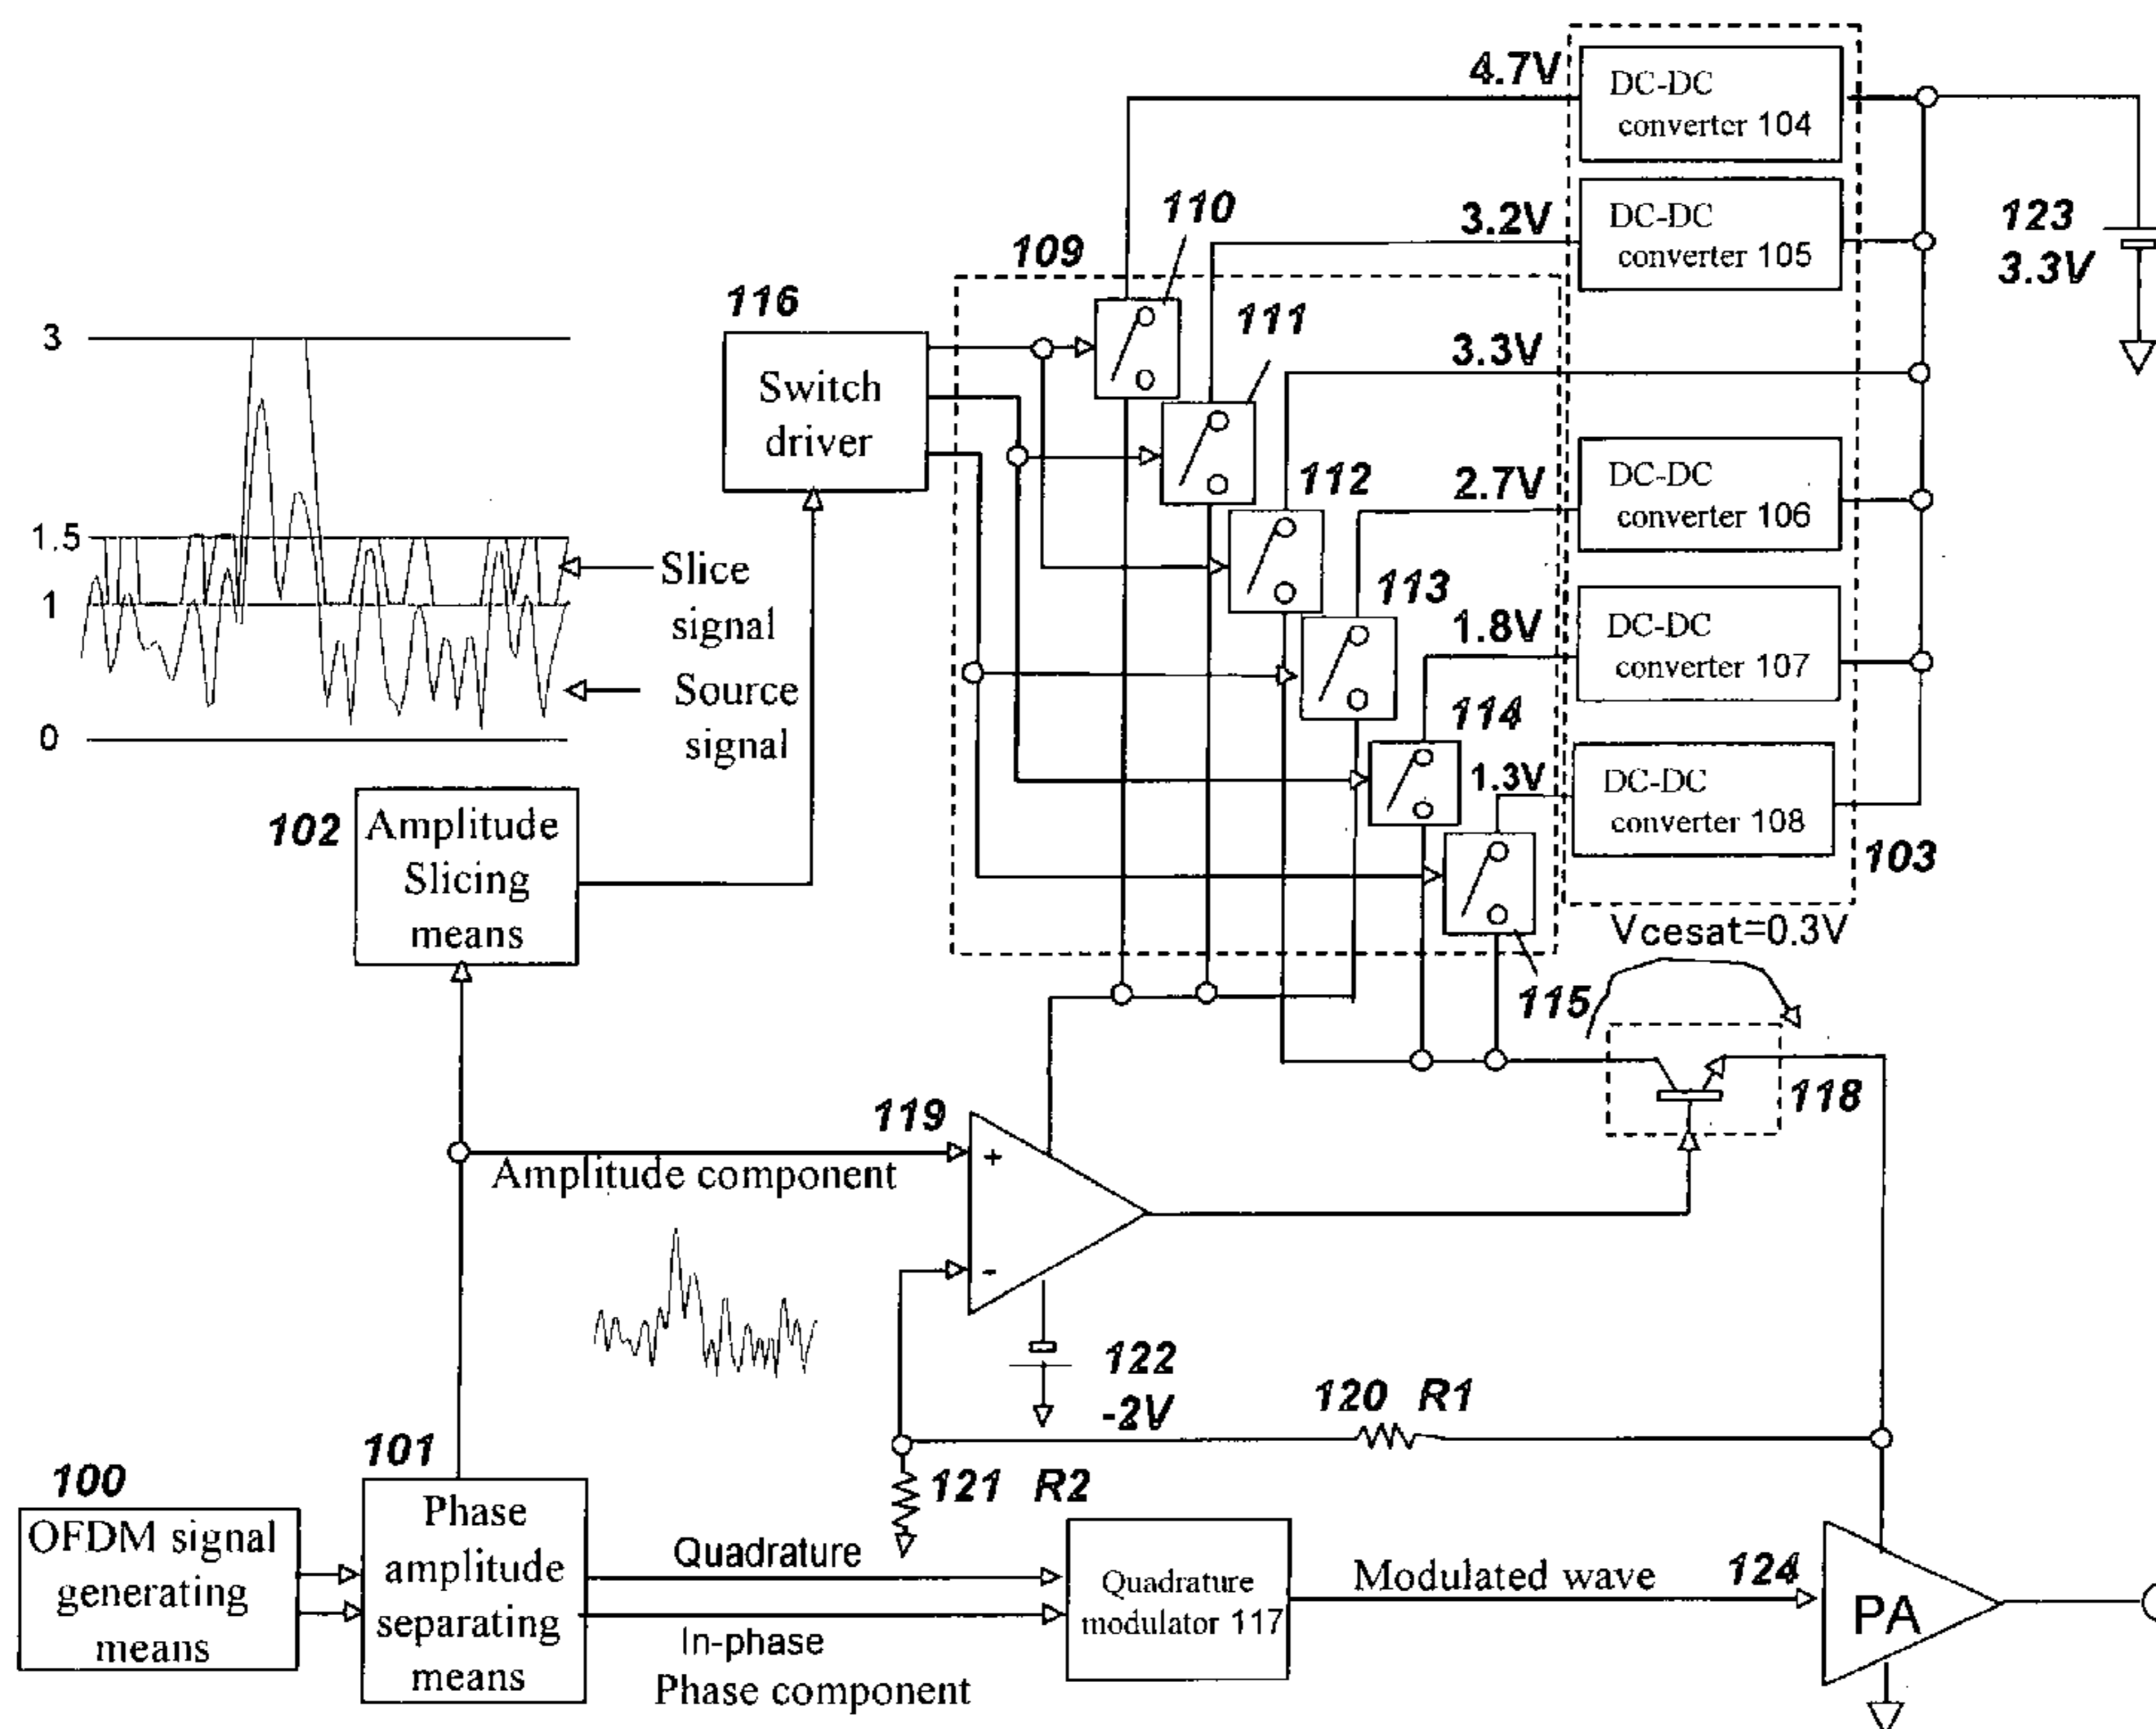 4.7V
DC-DC
converter 104
3.2V
DC-DC
converter 105
123
3.3V
110
109
116
111
3.3V
3
Switch
driver
112
2.7V
DC-DC
converter 106
1.5
Slice
signal
113
1.8V
DC-DC
converter 107
1
Source
signal
114
0
1.3V
DC-DC
converter 108
103
102
Amplitude
Slicing
means
Vcesat=0.3V
115
118
119
+
Amplitude component
-
122
-2V
120 R1
101
100
121 R2
OFDM signal
generating
means
Phase
amplitude
separating
means
Quadrature
In-phase
Phase component
Quadrature
modulator 117
Modulated wave
124
PA